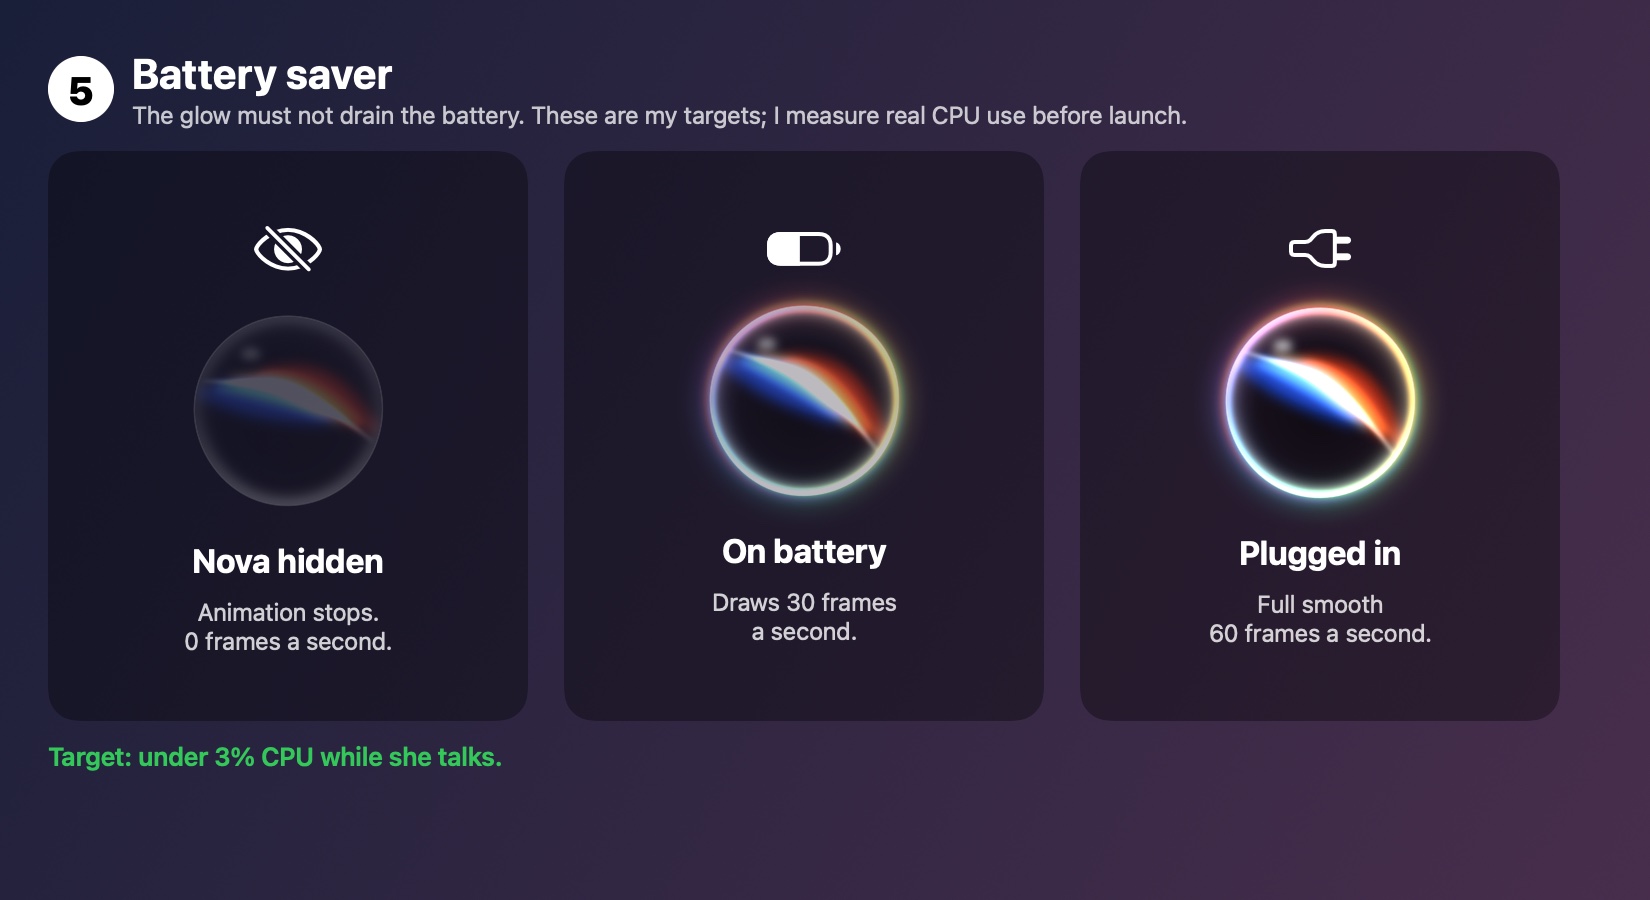 5
Battery saver
The glow must not drain the battery. These are my targets; I measure real CPU use before launch.
Nova hidden
Animation stops.
0 frames a second.
On battery
Draws 30 frames
a second.
Plugged in
Full smooth
60 frames a second.
Target: under 3% CPU while she talks.